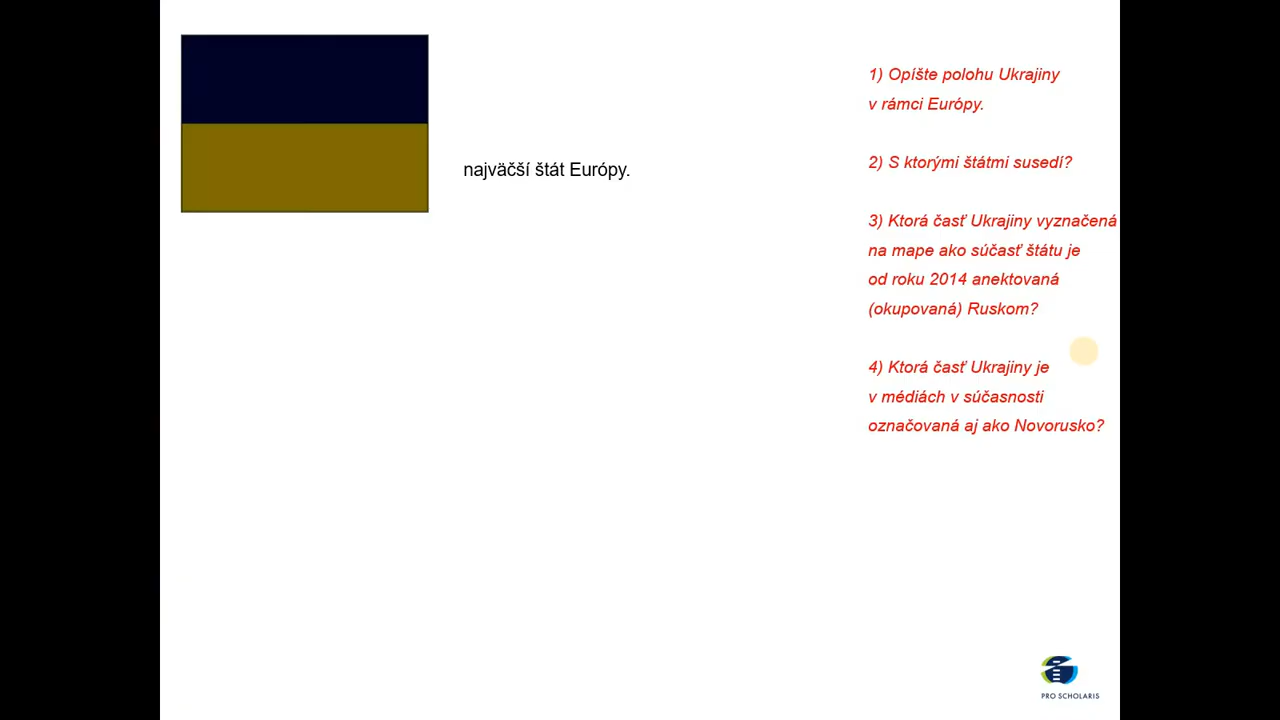 najväčší štát Európy.
1) Opíšte polohu Ukrajiny
v rámci Európy.
2) S ktorými štátmi susedí?
3) Ktorá časť Ukrajiny vyznačená
na mape ako súčasť štátu je
od roku 2014 anektovaná
(okupovaná) Ruskom?
4) Ktorá časť Ukrajiny je
v médiách v súčasnosti
označovaná aj ako Novorusko?
PRO SCHOLARIS